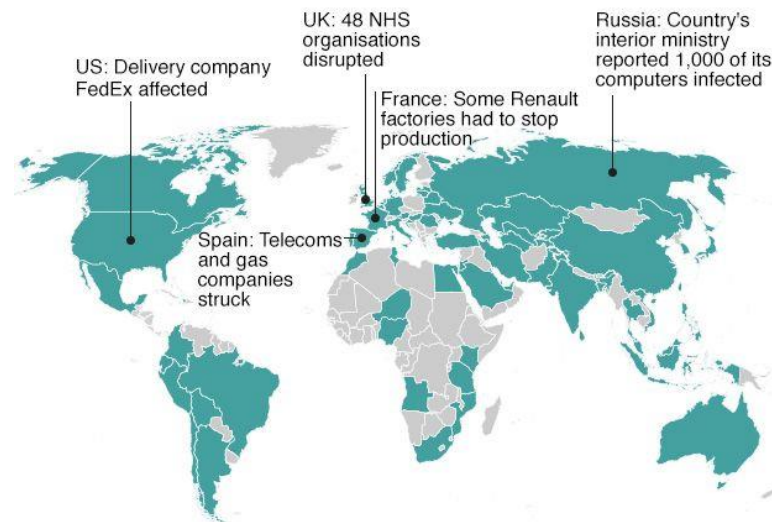 US: Delivery company
FedEx affected
UK: 48 NHS
organisations
disrupted
Russia: Country's
interior ministry
reported 1,000 of its
computers infected
France: Some Renault
factories had to stop
production
Spain: Telecoms
and gas
companies
struck